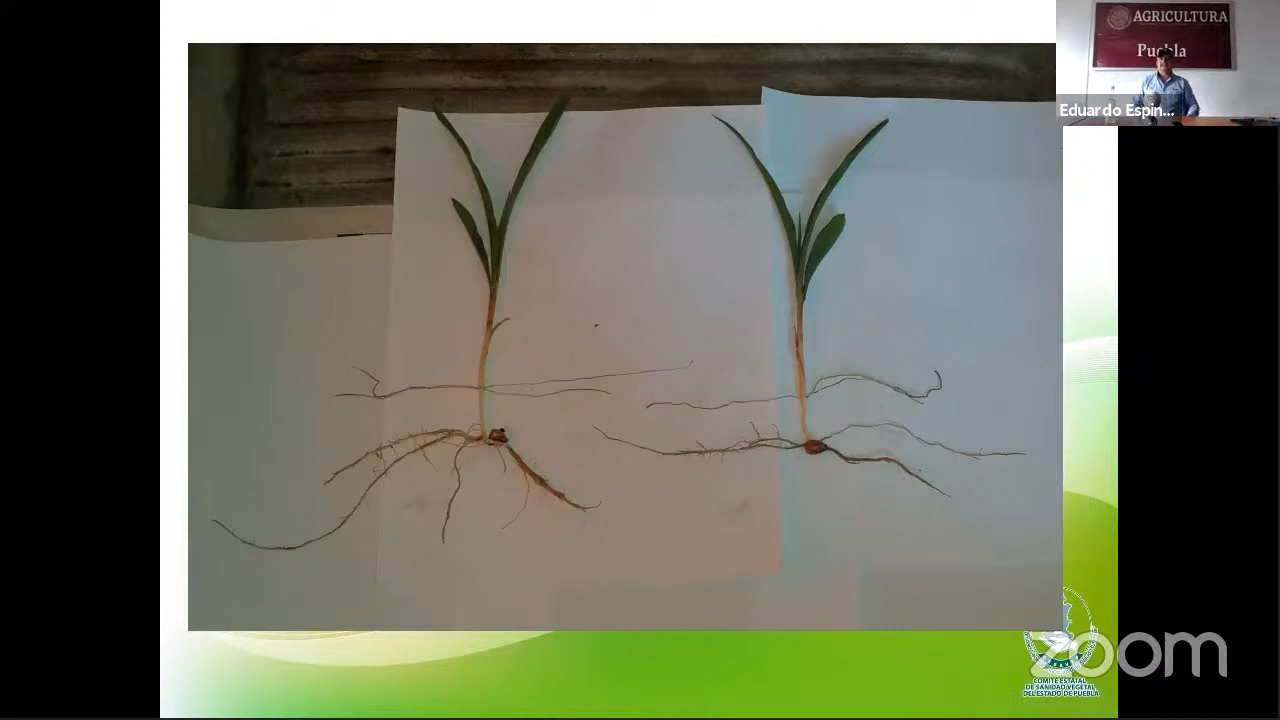 AGRICULTURA
Puebla
Eduardo Espin...
zoom
COMITÉ ESTATAL
DE SANIDAD VEGETAL
DEL ESTADO DE PUEBLA